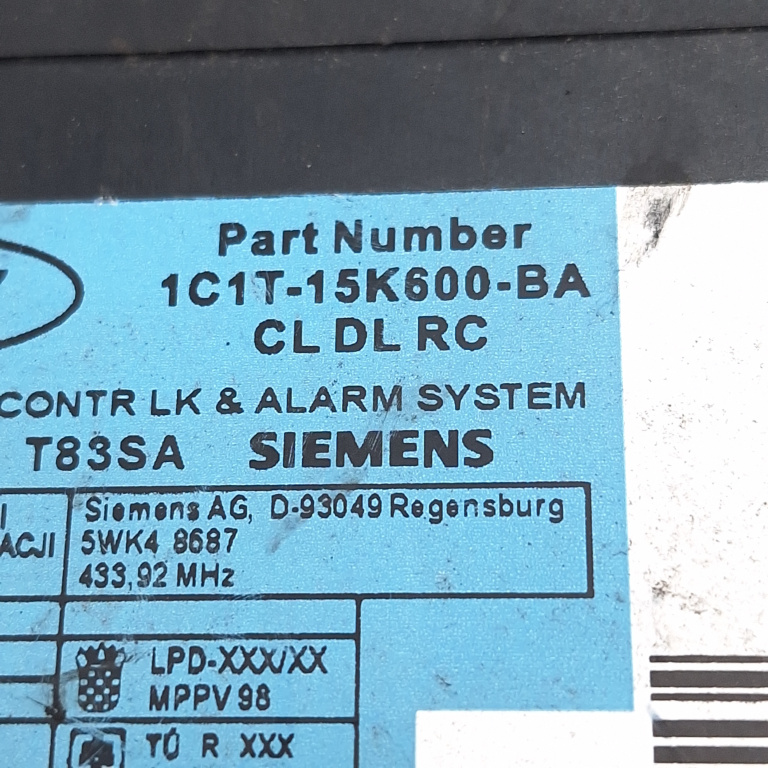 Part Number
1C1T-15K600-BA
CL DL RC
CONTR LK & ALARM SYSTEM
T83SA SIEMENS
Siemens AG, D-93049 Regensburg
ACJI 5WK4 8687
433,92 MHz
LPD-XXX/XX
MPPV 98
TÚ R XXX